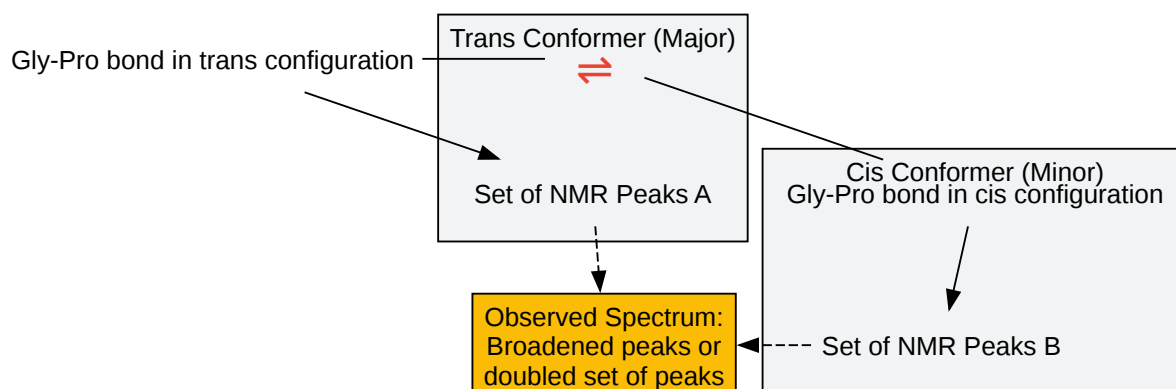 Trans Conformer (Major)
Gly-Pro bond in trans configuration
⇌
Cis Conformer (Minor)
Gly-Pro bond in cis configuration
Set of NMR Peaks A
Observed Spectrum:
Broadened peaks or
doubled set of peaks
Set of NMR Peaks B